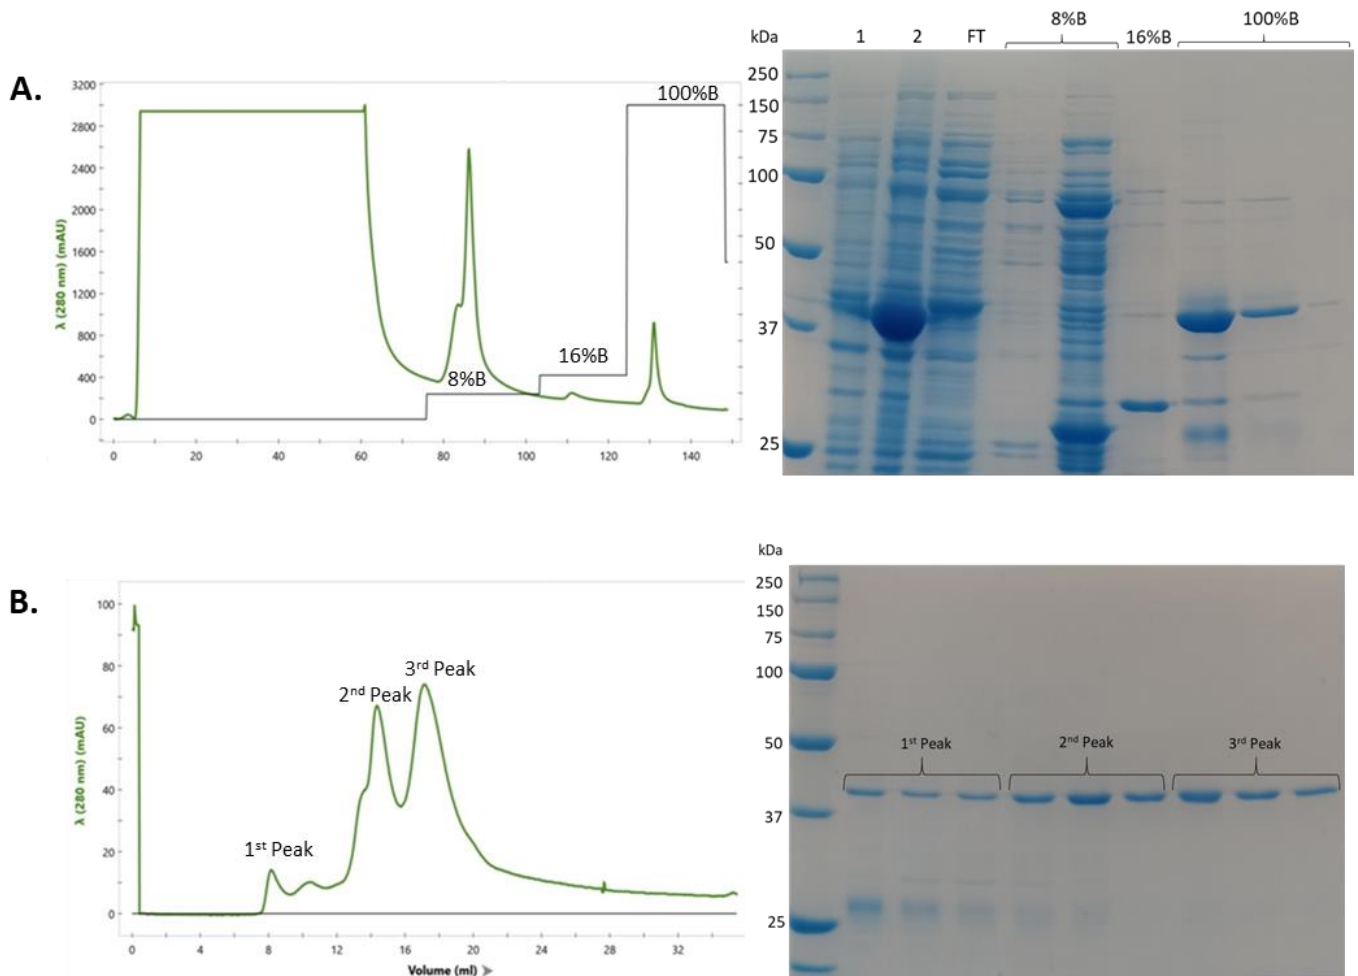 A.
λ (280 nm) (mAU)
3200
2800
2400
2000
1600
1200
800
400
0
0 20 40 60 80 100 120 140
8%B
16%B
100%B
kDa 1 2 FT 8%B 16%B 100%B
250
150
75
100
50
37
25
B.
λ (280 nm) (mAU)
100
80
60
40
20
0
0 4 8 12 16 20 24 28 32
Volume (ml)
1st Peak
2nd Peak
3rd Peak
kDa
250
150
75
100
50
37
25
1st Peak 2nd Peak 3rd Peak